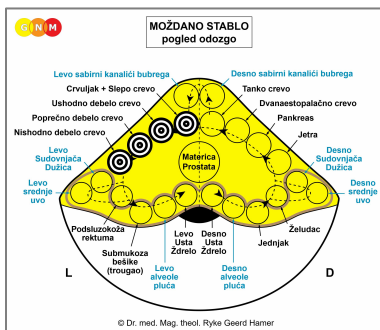 GNM
MOŽDANO STABLO
pogled odozgo
Levo sabirni kanalići bubrega
Desno sabirni kanalići bubrega
Crvuljak + Slepo crevo
Ushodno debelo crevo
Poprečno debelo crevo
Nishodno debelo crevo
Tanko crevo
Dvanaestopalačno crevo
Pankreas
Jetra
Levo
Sudovnjača
Dužica
Desno
Sudovnjača
Dužica
Levo
srednje
uvo
Desno
srednje
uvo
Materica
Prostata
Podsluzokoža
rektuma
Submukoza
bešike
(trougao)
Levo
alveole
pluća
Levo
Usta
Ždrelo
Desno
Usta
Ždrelo
Desno
alveole
pluća
Jednjak
Želudac
L
D
© Dr. med. Mag. theol. Ryke Geerd Hamer